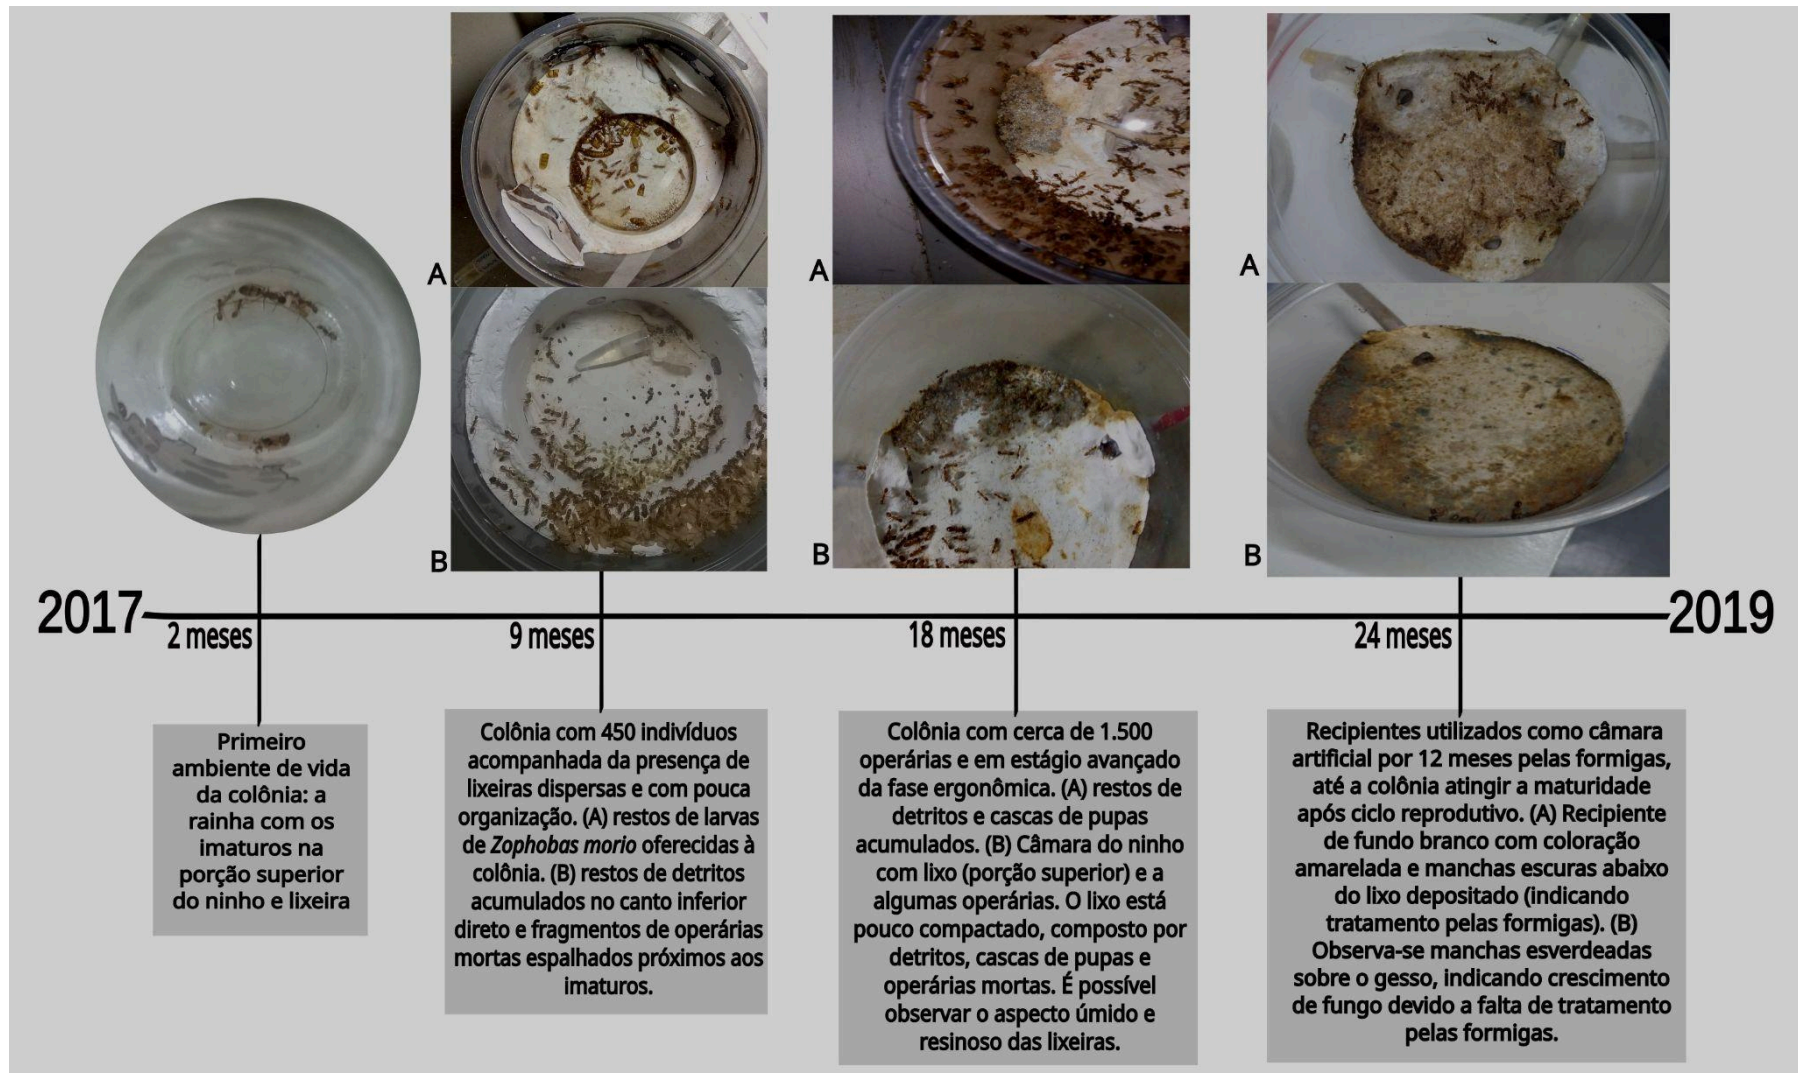 A
B
A
B
A
B
2017
2019
2 meses
9 meses
18 meses
24 meses
Primeiro
ambiente de vida
da colônia: a
rainha com os
imaturos na
porção superior
do ninho e lixeira
Colônia com 450 indivíduos
acompanhada da presença de
lixeiras dispersas e com pouca
organização. (A) restos de larvas
de Zophobas morio oferecidas à
colônia. (B) restos de detritos
acumulados no canto inferior
direto e fragmentos de operárias
mortas espalhados próximos aos
imaturos.
Colônia com cerca de 1.500
operárias e em estágio avançado
da fase ergonômica. (A) restos de
detritos e cascas de pupas
acumulados. (B) Câmara do ninho
com lixo (porção superior) e a
algumas operárias. O lixo está
pouco compactado, composto por
detritos, cascas de pupas e
operárias mortas. É possível
observar o aspecto úmido e
resinoso das lixeiras.
Recipientes utilizados como câmara
artificial por 12 meses pelas formigas,
até a colônia atingir a maturidade
após ciclo reprodutivo. (A) Recipiente
de fundo branco com coloração
amarelada e manchas escuras abaixo
do lixo depositado (indicando
tratamento pelas formigas). (B)
Observa-se manchas esverdeadas
sobre o gesso, indicando crescimento
de fungo devido a falta de tratamento
pelas formigas.